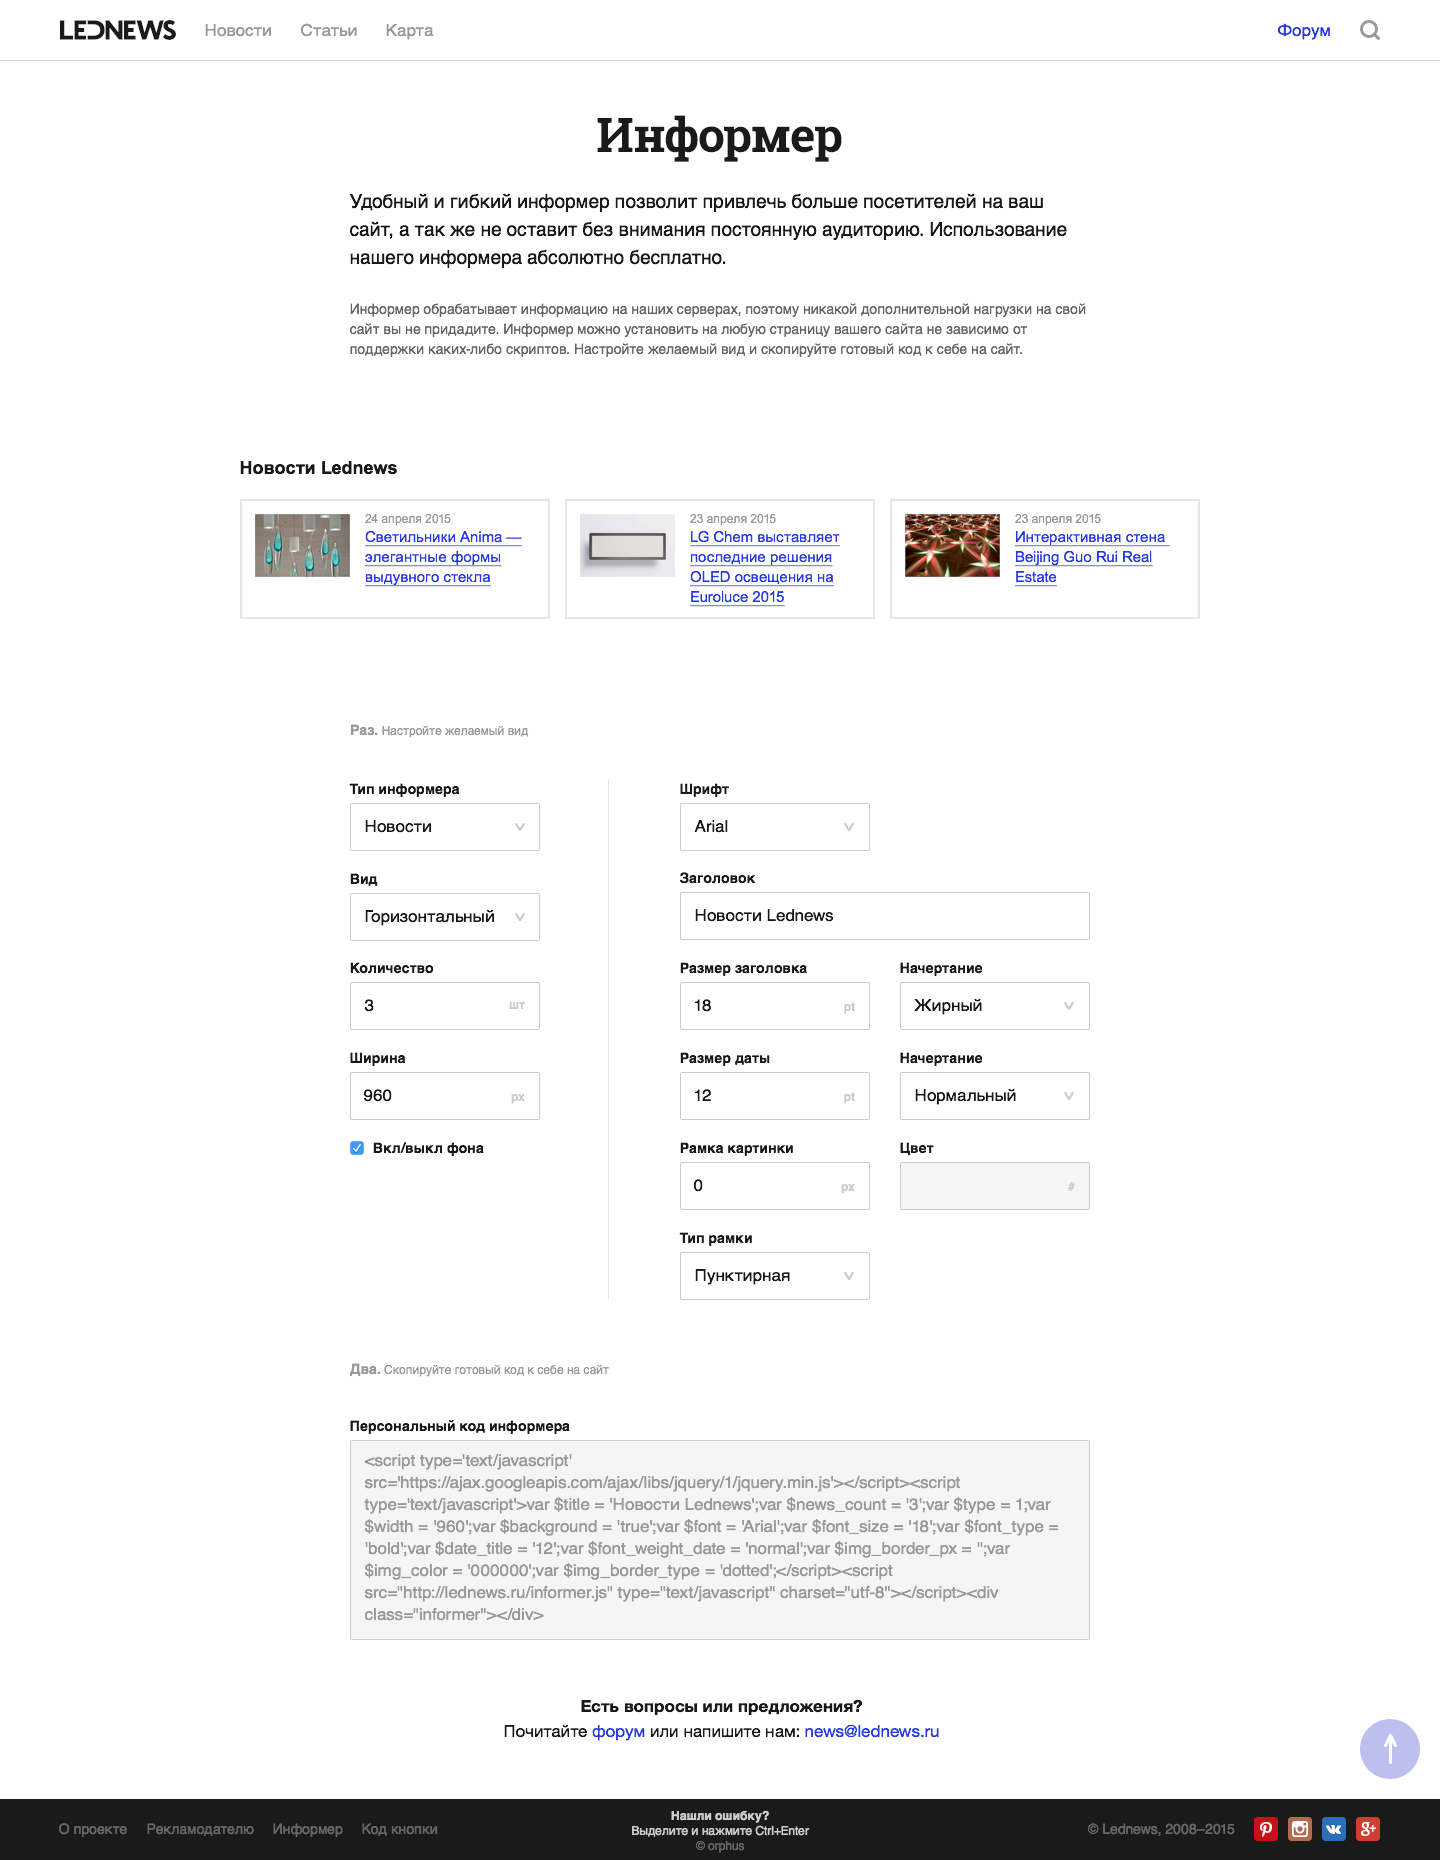 LEDNEWS Новости Статьи Карта Форум
Информер
Удобный и гибкий информер позволит привлечь больше посетителей на ваш
сайт, а так же не оставит без внимания постоянную аудиторию. Использование
нашего информера абсолютно бесплатно.
Информер обрабатывает информацию на наших серверах, поэтому никакой дополнительной нагрузки на свой
сайт вы не придадите. Информер можно установить на любую страницу вашего сайта не зависимо от
поддержки каких-либо скриптов. Настройте желаемый вид и скопируйте готовый код к себе на сайт.
Новости Lednews
24 апреля 2015
Светильники Anima —
элегантные формы
выдувного стекла
23 апреля 2015
LG Chem выставляет
последние решения
OLED освещения на
Euroluce 2015
23 апреля 2015
Интерактивная стена
Beijing Guo Rui Real
Estate
Раз. Настройте желаемый вид
Тип информера
Новости
Вид
Горизонтальный
Количество
3 шт
Ширина
960 px
Вкл/выкл фона
Шрифт
Arial
Заголовок
Новости Lednews
Размер заголовка
18 pt
Начертание
Жирный
Размер даты
12 pt
Начертание
Нормальный
Рамка картинки
0 px
Цвет
#
Тип рамки
Пунктирная
Два. Скопируйте готовый код к себе на сайт
Персональный код информера
<script type='text/javascript'
src='https://ajax.googleapis.com/ajax/libs/jquery/1/jquery.min.js'></script><script
type='text/javascript'>var $title = 'Новости Lednews';var $news_count = '3';var $type = 1;var
$width = '960';var $background = 'true';var $font = 'Arial';var $font_size = '18';var $font_type =
'bold';var $date_title = '12';var $font_weight_date = 'normal';var $img_border_px = '';var
$img_color = '000000';var $img_border_type = 'dotted';</script><script
src="http://lednews.ru/informer.js" type="text/javascript" charset="utf-8"></script><div
class="informer"></div>
Есть вопросы или предложения?
Почитайте форум или напишите нам: news@lednews.ru
О проекте Рекламодателю Информер Код кнопки
Нашли ошибку?
Выделите и нажмите Ctrl+Enter
© orphus
© Lednews, 2008–2015